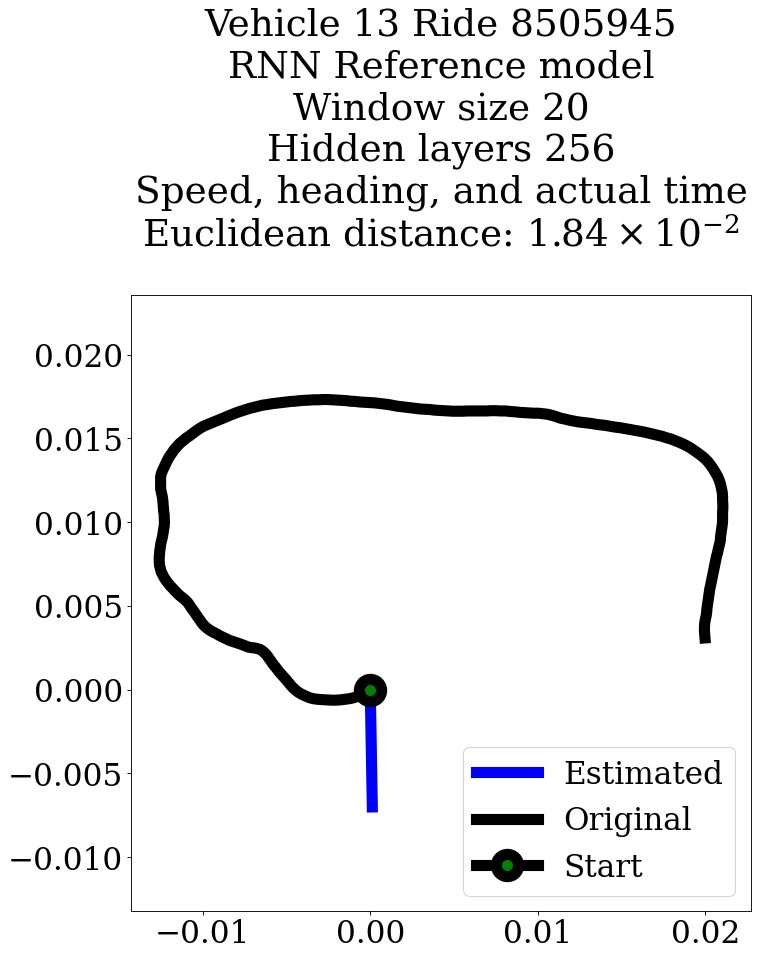 Vehicle 13 Ride 8505945
RNN Reference model
Window size 20
Hidden layers 256
Speed, heading, and actual time
Euclidean distance: 1.84 × 10⁻²
0.020
0.015
0.010
0.005
0.000
−0.005
−0.010
−0.01
0.00
0.01
0.02
Estimated
Original
Start